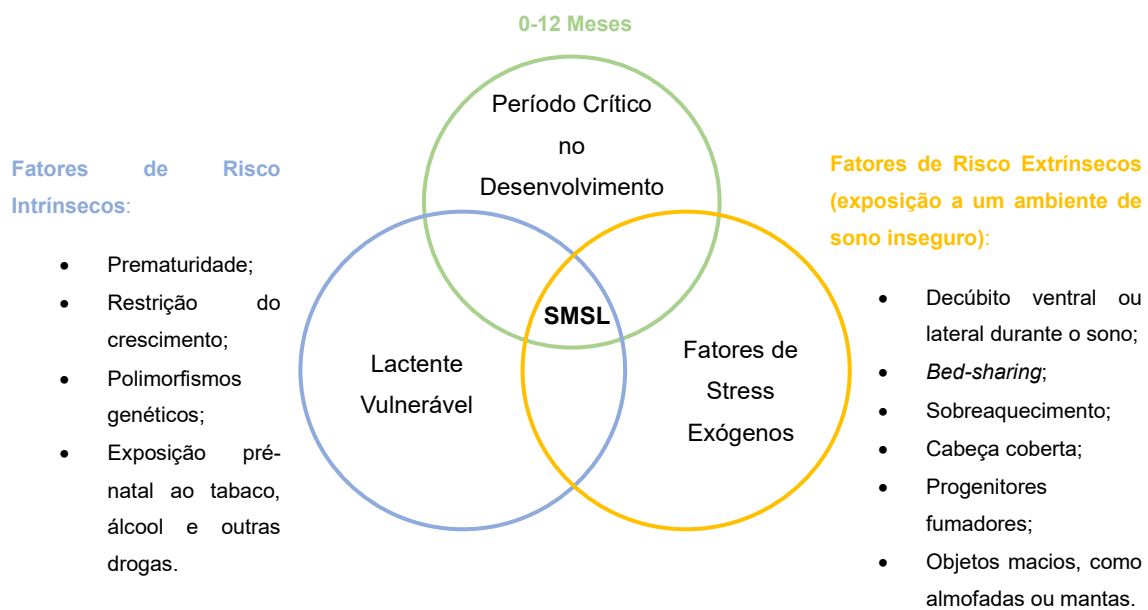 0-12 Meses
Período Crítico
no
Desenvolvimento
Fatores de Risco
Intrínsecos:
• Prematuridade;
• Restrição do
crescimento;
• Polimorfismos
genéticos;
• Exposição pré-
natal ao tabaco,
álcool e outras
drogas.
SMSL
Lactente
Vulnerável
Fatores de
Stress
Exógenos
Fatores de Risco Extrínsecos
(exposição a um ambiente de
sono inseguro):
• Decúbito ventral ou
lateral durante o sono;
• Bed-sharing;
• Sobreaquecimento;
• Cabeça coberta;
• Progenitores
fumadores;
• Objetos macios, como
almofadas ou mantas.